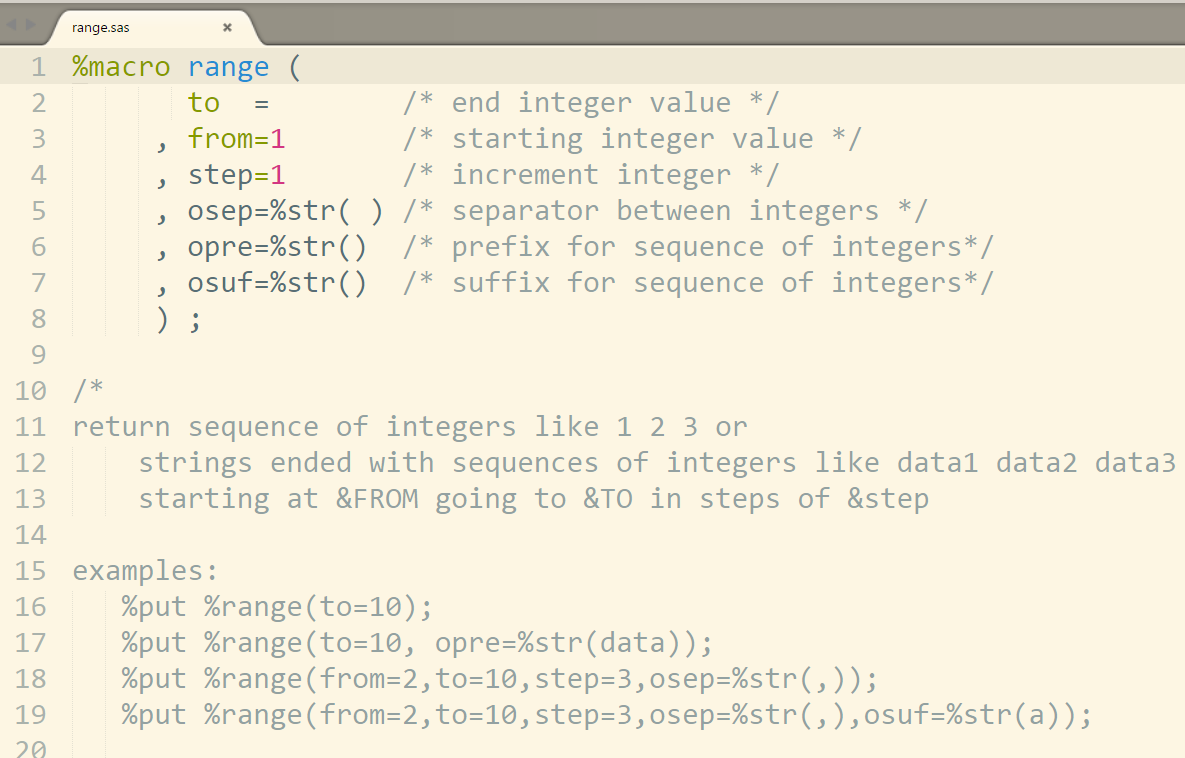 range.sas ×
1 %macro range (
2 to = /* end integer value */
3 , from=1 /* starting integer value */
4 , step=1 /* increment integer */
5 , osep=%str( ) /* separator between integers */
6 , opre=%str() /* prefix for sequence of integers*/
7 , osuf=%str() /* suffix for sequence of integers*/
8 ) ;
9
10 /*
11 return sequence of integers like 1 2 3 or
12 strings ended with sequences of integers like data1 data2 data3
13 starting at &FROM going to &TO in steps of &step
14
15 examples:
16 %put %range(to=10);
17 %put %range(to=10, opre=%str(data));
18 %put %range(from=2,to=10,step=3,osep=%str(,));
19 %put %range(from=2,to=10,step=3,osep=%str(,),osuf=%str(a));
20